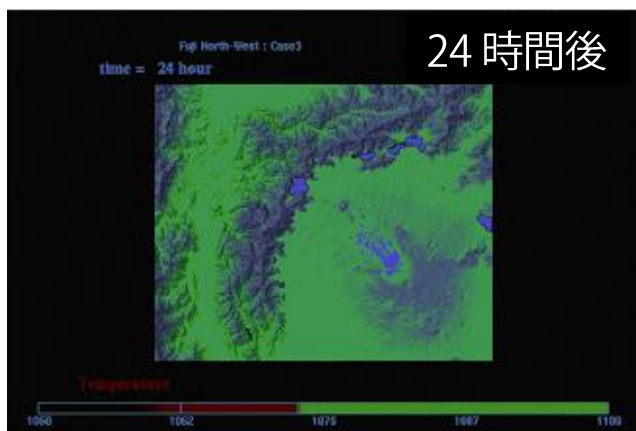 24 時間後
Fuji North-West : Case3
time = 24 hour
Temperature
1050 1062 1075 1087 1100